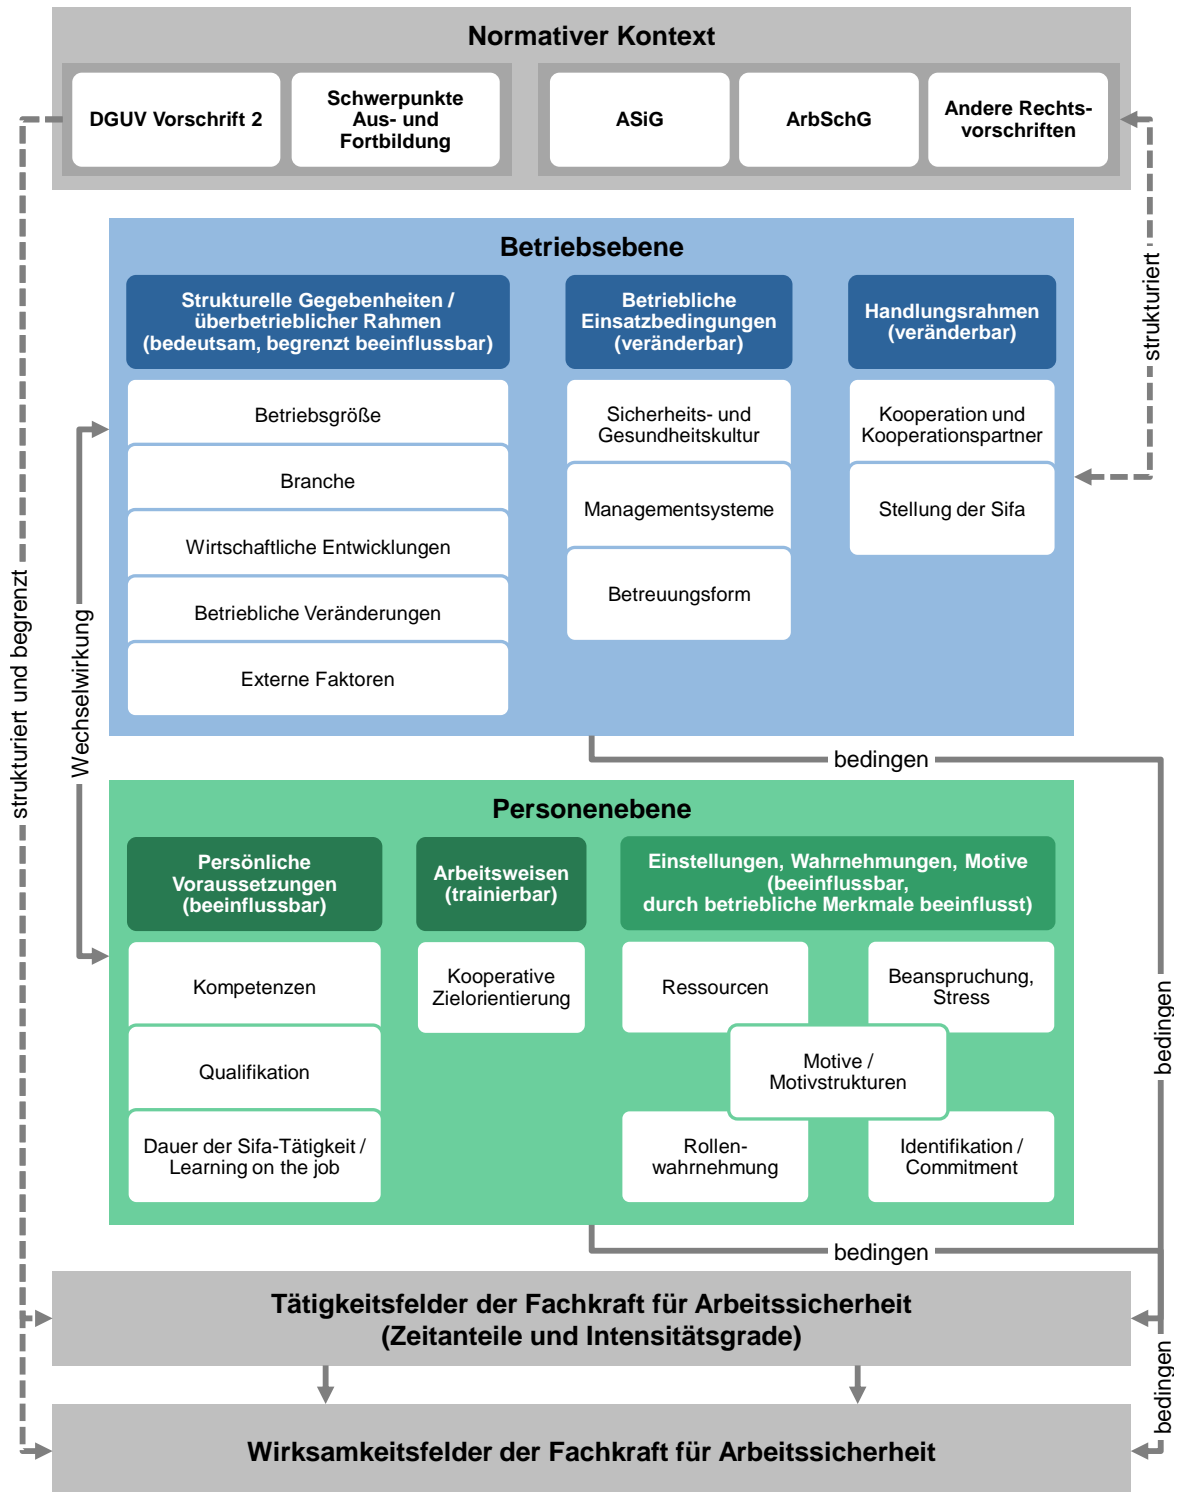 Normativer Kontext
DGUV Vorschrift 2
Schwerpunkte
Aus- und
Fortbildung
ASiG
ArbSchG
Andere Rechts-
vorschriften
strukturiert und begrenzt
strukturiert
Betriebsebene
Strukturelle Gegebenheiten /
überbetrieblicher Rahmen
(bedeutsam, begrenzt beeinflussbar)
Betriebsgröße
Branche
Wirtschaftliche Entwicklungen
Betriebliche Veränderungen
Externe Faktoren
Betriebliche
Einsatzbedingungen
(veränderbar)
Sicherheits- und
Gesundheitskultur
Managementsysteme
Betreuungsform
Handlungsrahmen
(veränderbar)
Kooperation und
Kooperationspartner
Stellung der Sifa
Wechselwirkung
bedingen
Personenebene
Persönliche
Voraussetzungen
(beeinflussbar)
Kompetenzen
Qualifikation
Dauer der Sifa-Tätigkeit /
Learning on the job
Arbeitsweisen
(trainierbar)
Kooperative
Zielorientierung
Einstellungen, Wahrnehmungen, Motive
(beeinflussbar,
durch betriebliche Merkmale beeinflusst)
Ressourcen
Beanspruchung,
Stress
Motive /
Motivstrukturen
Rollen-
wahrnehmung
Identifikation /
Commitment
bedingen
bedingen
Tätigkeitsfelder der Fachkraft für Arbeitssicherheit
(Zeitanteile und Intensitätsgrade)
bedingen
Wirksamkeitsfelder der Fachkraft für Arbeitssicherheit